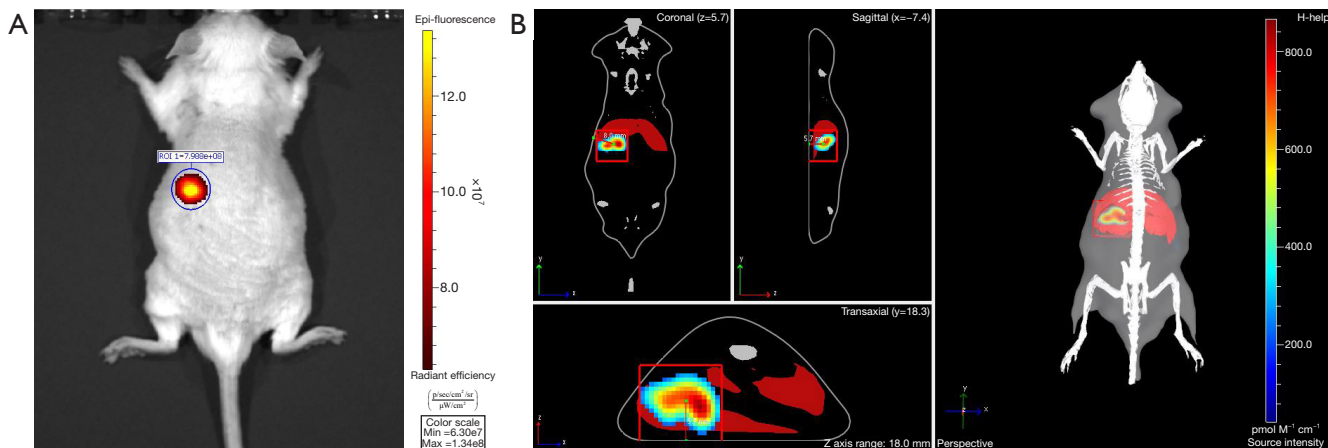 A
ROI 1=7.988e+08
Epi-fluorescence
12.0
10.0
×10⁷
8.0
Radiant efficiency
(p/sec/cm²/sr / µW/cm²)
Color scale
Min =6.30e7
Max =1.34e8
B
Coronal (z=5.7)
8.0 mm
y
x
Sagittal (x=−7.4)
5.7 mm
y
z
Transaxial (y=18.3)
z
x
Z axis range: 18.0 mm
Y
X
z
Perspective
H-help
800.0
600.0
400.0
200.0
pmol M⁻¹ cm⁻¹
Source intensity